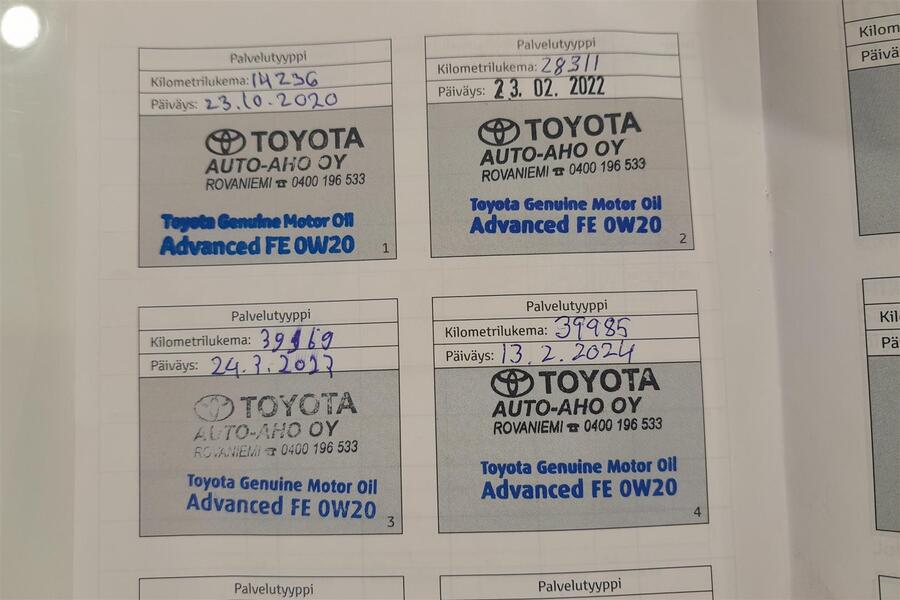 Palvelutyyppi
Kilometrilukema: 14236
Päiväys: 23.10.2020
TOYOTA
AUTO-AHO OY
ROVANIEMI ☎ 0400 196 533
Toyota Genuine Motor Oil
Advanced FE 0W20
1
Palvelutyyppi
Kilometrilukema: 28311
Päiväys: 23. 02. 2022
TOYOTA
AUTO-AHO OY
ROVANIEMI ☎ 0400 196 533
Toyota Genuine Motor Oil
Advanced FE 0W20
2
Palvelutyyppi
Kilometrilukema:
Päiväys:
TOYOTA
AUTO-AHO OY
ROVANIEMI ☎ 0400 196 533
Toyota Genuine Motor Oil
Advanced FE 0W20
3
Palvelutyyppi
Kilometrilukema: 39985
Päiväys: 13.2.2024
TOYOTA
AUTO-AHO OY
ROVANIEMI ☎ 0400 196 533
Toyota Genuine Motor Oil
Advanced FE 0W20
4
Palvelutyyppi
Palvelutyyppi
Kilom
Päiväy
Kil